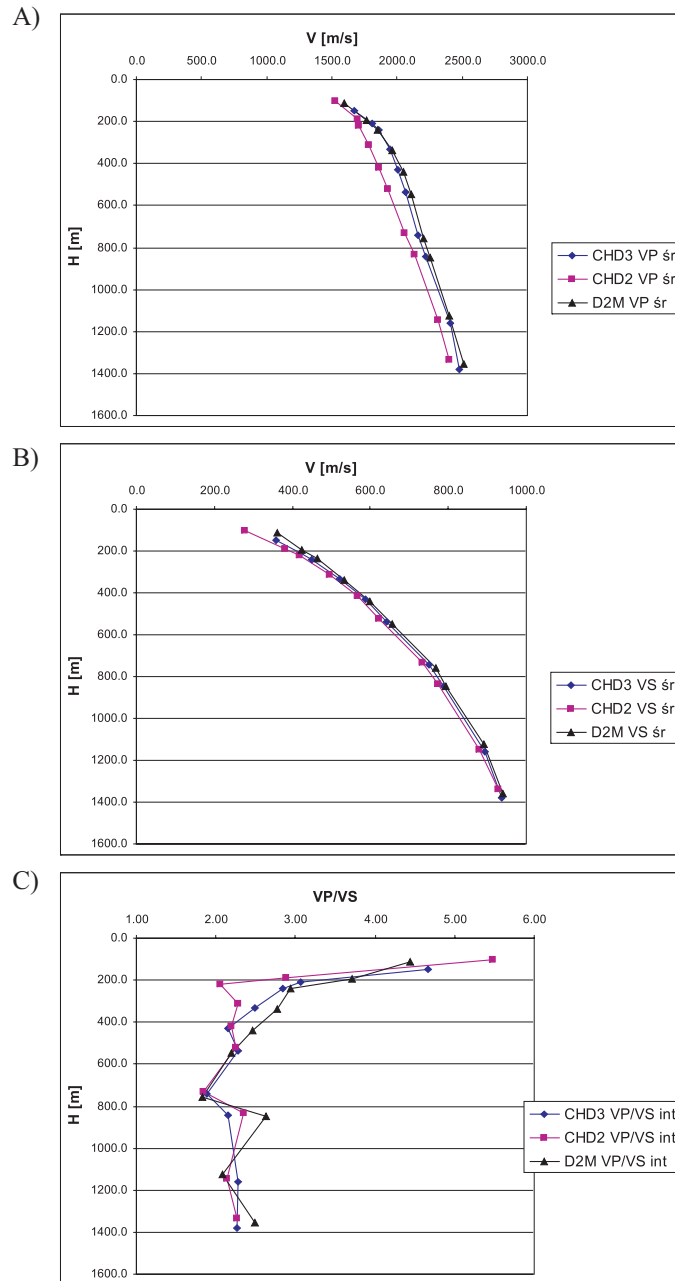 A)
V [m/s]
0.0 500.0 1000.0 1500.0 2000.0 2500.0 3000.0
0.0
200.0
400.0
600.0
800.0
1000.0
1200.0
1400.0
1600.0
H [m]
CHD3 VP śr
CHD2 VP śr
D2M VP śr
B)
V [m/s]
0.0 200.0 400.0 600.0 800.0 1000.0
0.0
200.0
400.0
600.0
800.0
1000.0
1200.0
1400.0
1600.0
H [m]
CHD3 VS śr
CHD2 VS śr
D2M VS śr
C)
VP/VS
1.00 2.00 3.00 4.00 5.00 6.00
0.0
200.0
400.0
600.0
800.0
1000.0
1200.0
1400.0
1600.0
H [m]
CHD3 VP/VS int
CHD2 VP/VS int
D2M VP/VS int